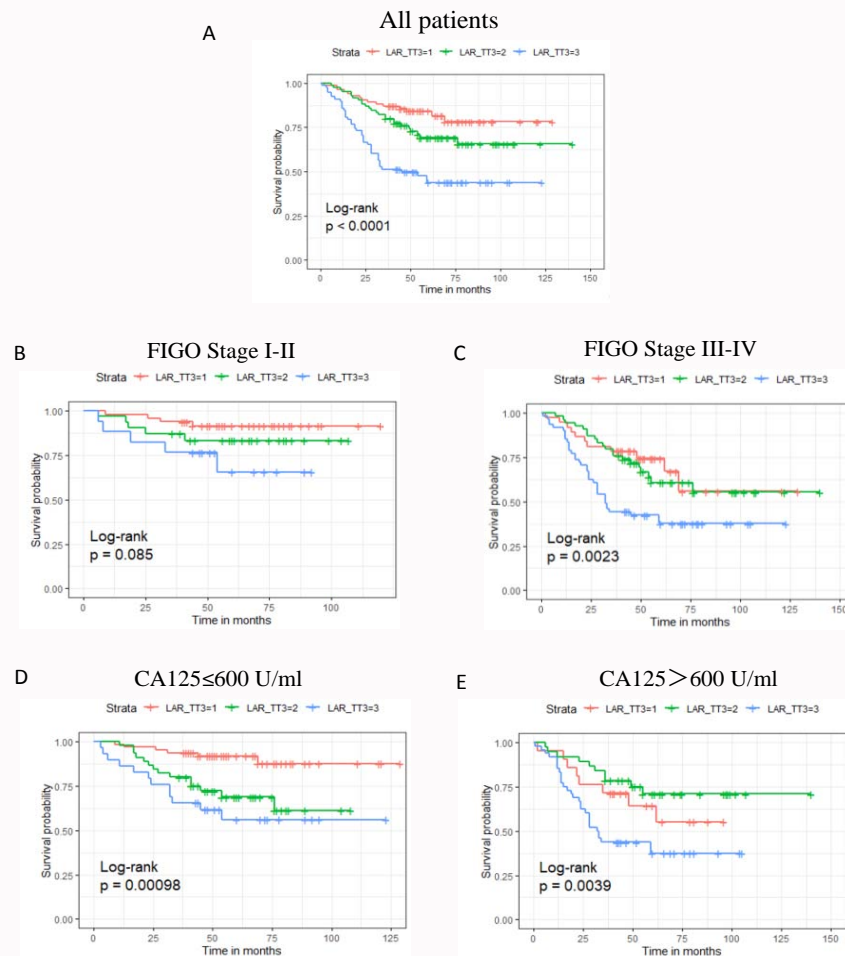 A
All patients
Strata LAR_TT3=1 LAR_TT3=2 LAR_TT3=3
Survival probability
1.00
0.75
0.50
0.25
0.00
Log-rank
p < 0.0001
0 25 50 75 100 125 150
Time in months
B
FIGO Stage I-II
Strata LAR_TT3=1 LAR_TT3=2 LAR_TT3=3
Survival probability
1.00
0.75
0.50
0.25
0.00
Log-rank
p = 0.085
0 25 50 75 100
Time in months
C
FIGO Stage III-IV
Strata LAR_TT3=1 LAR_TT3=2 LAR_TT3=3
Survival probability
1.00
0.75
0.50
0.25
0.00
Log-rank
p = 0.0023
0 25 50 75 100 125 150
Time in months
D
CA125≤600 U/ml
Strata LAR_TT3=1 LAR_TT3=2 LAR_TT3=3
Survival probability
1.00
0.75
0.50
0.25
0.00
Log-rank
p = 0.00098
0 25 50 75 100 125
Time in months
E
CA125＞600 U/ml
Strata LAR_TT3=1 LAR_TT3=2 LAR_TT3=3
Survival probability
1.00
0.75
0.50
0.25
0.00
Log-rank
p = 0.0039
0 25 50 75 100 125 150
Time in months